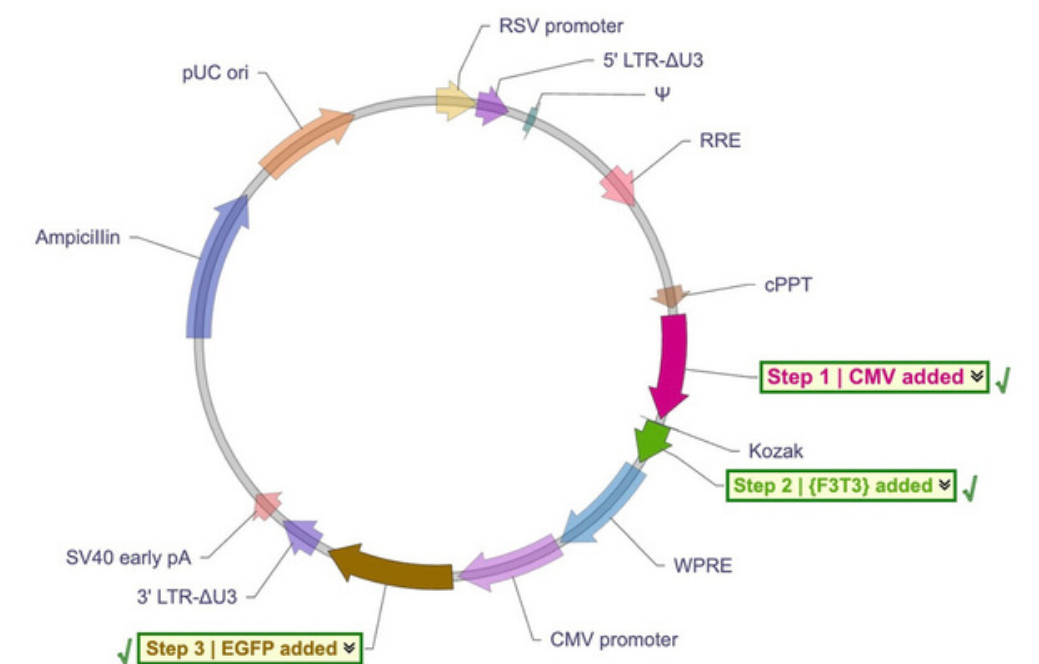 RSV promoter
5' LTR-ΔU3
pUC ori
Ψ
RRE
Ampicillin
cPPT
Step 1 | CMV added
Kozak
Step 2 | {F3T3} added
SV40 early pA
WPRE
3' LTR-ΔU3
CMV promoter
Step 3 | EGFP added